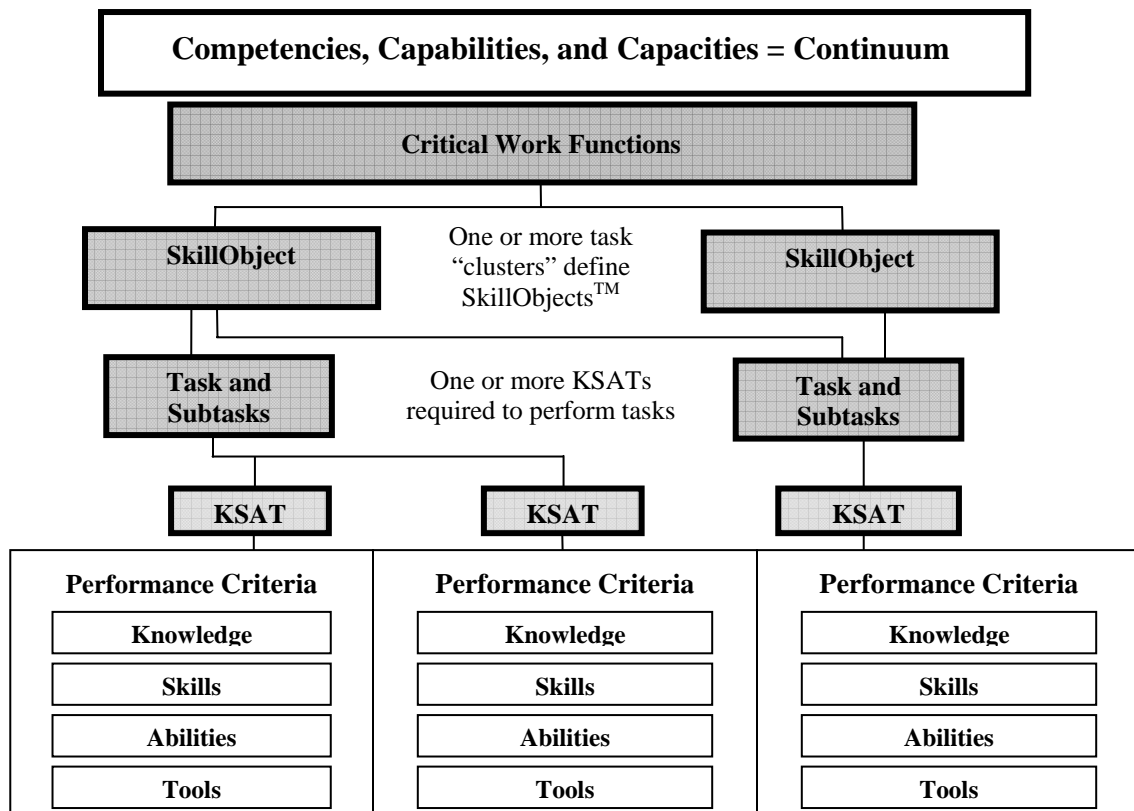 Competencies, Capabilities, and Capacities = Continuum
Critical Work Functions
SkillObject
One or more task
“clusters” define
SkillObjects™
SkillObject
Task and
Subtasks
One or more KSATs
required to perform tasks
Task and
Subtasks
KSAT
KSAT
KSAT
Performance Criteria
Knowledge
Skills
Abilities
Tools
Performance Criteria
Knowledge
Skills
Abilities
Tools
Performance Criteria
Knowledge
Skills
Abilities
Tools